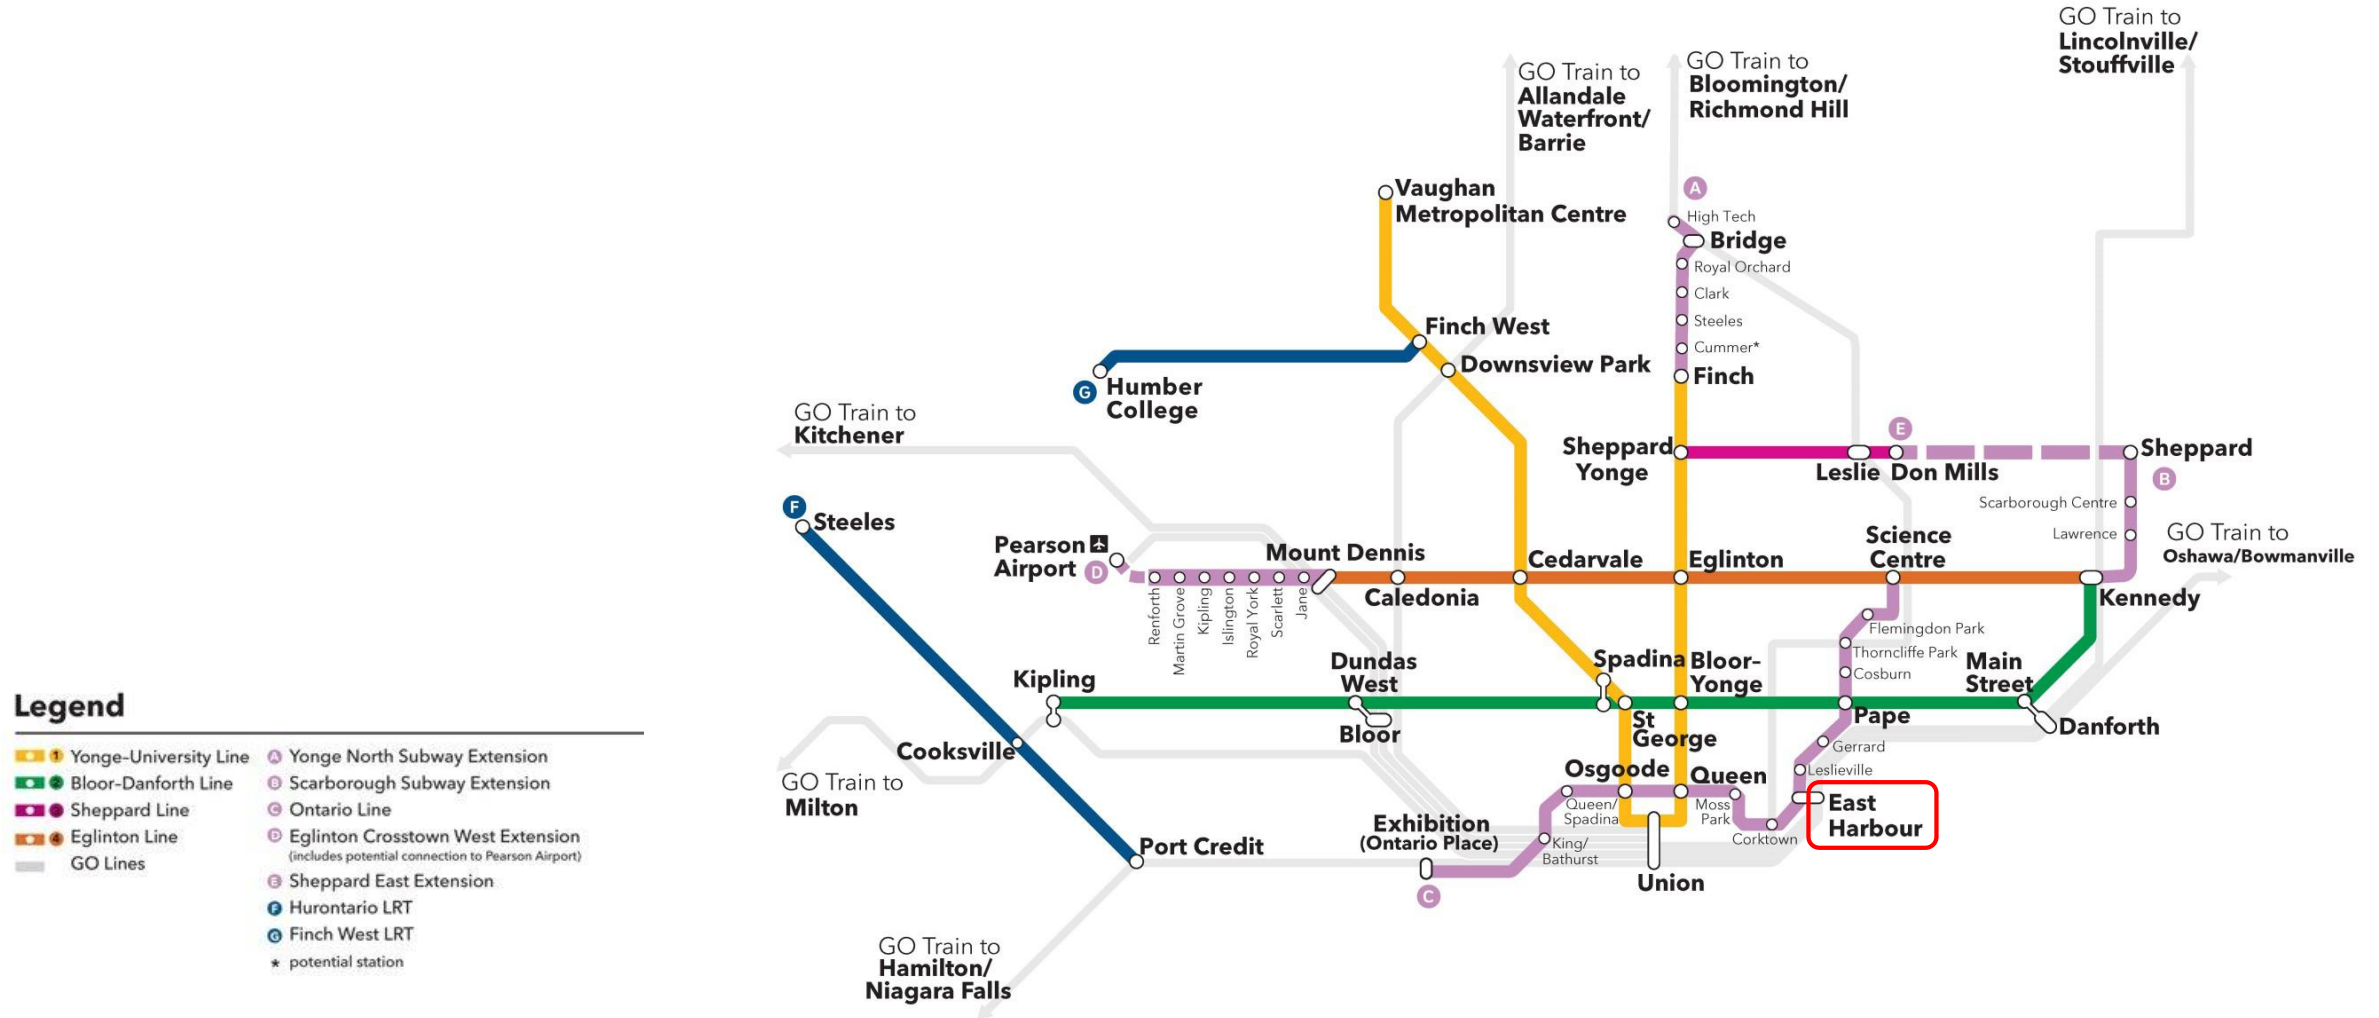 GO Train to
Lincolnville/
Stouffville
GO Train to
Allandale
Waterfront/
Barrie
GO Train to
Bloomington/
Richmond Hill
A
High Tech
Bridge
Royal Orchard
Clark
Steeles
Cummer*
Finch
Vaughan
Metropolitan Centre
Finch West
Downsview Park
G
Humber
College
GO Train to
Kitchener
Sheppard
Yonge
Leslie
Don Mills
E
Sheppard
B
Scarborough Centre
Lawrence
F
Steeles
Pearson
Airport
D
Renforth
Martin Grove
Kipling
Islington
Royal York
Scarlett
Jane
Mount Dennis
Caledonia
Cedarvale
Eglinton
Science
Centre
Kennedy
GO Train to
Oshawa/Bowmanville
Flemingdon Park
Thorncliffe Park
Cosburn
Kipling
Dundas
West
Bloor
Spadina
St
George
Bloor-
Yonge
Pape
Main
Street
Danforth
Gerrard
Leslieville
East
Harbour
Cooksville
GO Train to
Milton
Port Credit
Exhibition
(Ontario Place)
C
King/
Bathurst
Queen/
Spadina
Osgoode
Queen
Moss
Park
Corktown
Union
GO Train to
Hamilton/
Niagara Falls
Legend
1 Yonge-University Line
2 Bloor-Danforth Line
3 Sheppard Line
4 Eglinton Line
GO Lines
A Yonge North Subway Extension
B Scarborough Subway Extension
C Ontario Line
D Eglinton Crosstown West Extension
(includes potential connection to Pearson Airport)
E Sheppard East Extension
F Hurontario LRT
G Finch West LRT
* potential station